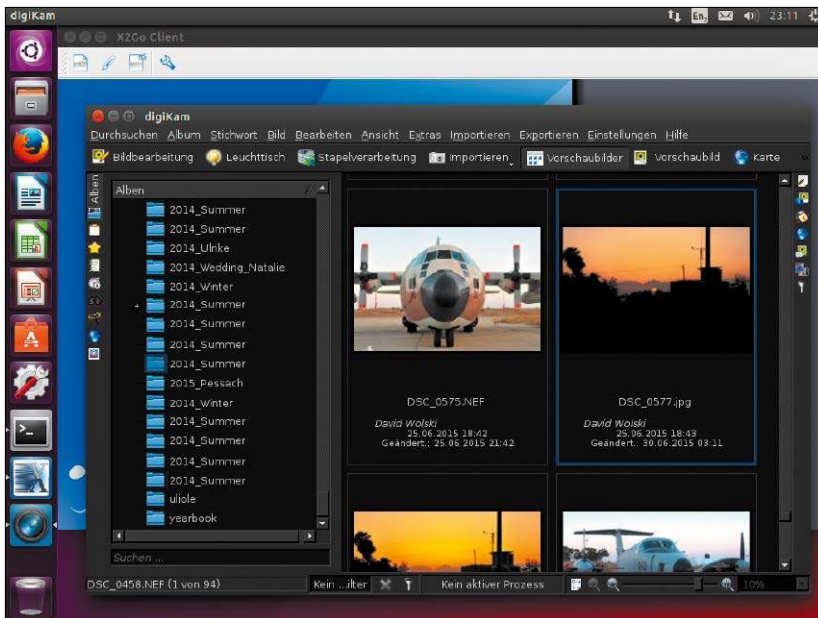 digiKam
En
23:11
X2Go Client
digiKam
Durchsuchen Album Stichwort Bild Bearbeiten Ansicht Extras Importieren Exportieren Einstellungen Hilfe
Bildbearbeitung Leuchttisch Stapelverarbeitung Importieren Vorschaubilder Vorschaubild Karte
Alben
Alben
2014_Summer
2014_Summer
2014_Ulrike
2014_Wedding_Natalie
2014_Winter
2014_Summer
2014_Summer
2014_Summer
2014_Summer
2015_Pessach
2014_Winter
2014_Summer
2014_Summer
2014_Summer
2014_Summer
uliole
yearbook
Suchen ...
DSC_0575.NEF
David Wolski
25.06.2015 18:42
Geändert.: 25.06.2015 21:42
DSC_0577.jpg
David Wolski
25.06.2015 18:43
Geändert.: 30.06.2015 03:11
DSC_0458.NEF (1 von 94)
Kein ...ilter
Kein aktiver Prozess
10%